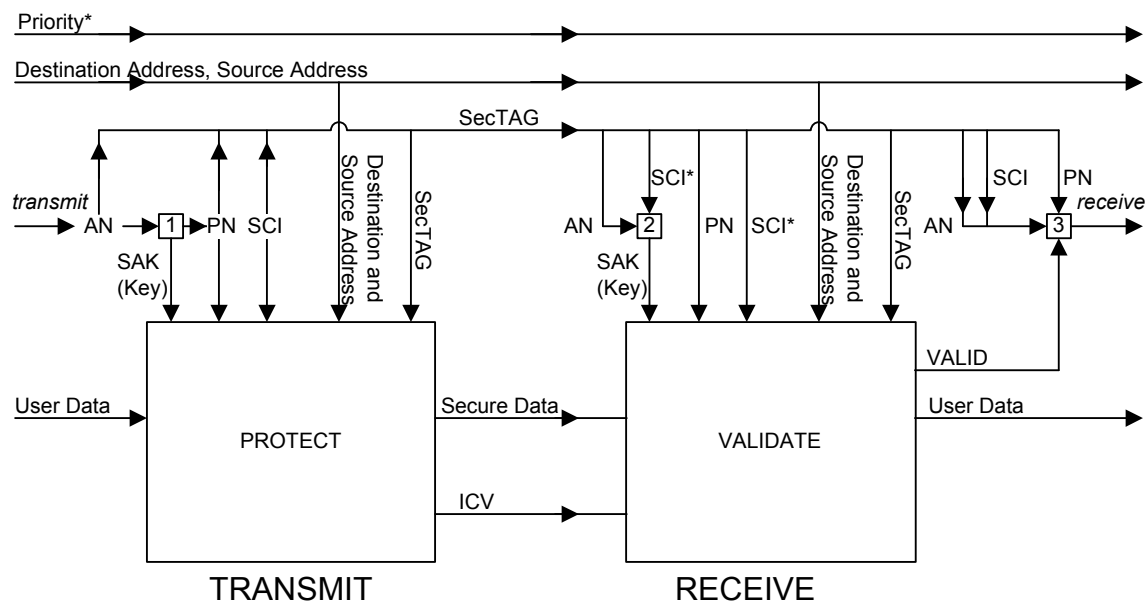 Priority*
Destination Address, Source Address
SecTAG
transmit
AN
1
PN
SCI
SAK
(Key)
Destination and
Source Address
SecTAG
AN
SCI*
2
SAK
(Key)
PN
SCI*
Destination and
Source Address
SecTAG
AN
SCI
PN
3
receive
VALID
User Data
PROTECT
Secure Data
VALIDATE
User Data
ICV
TRANSMIT
RECEIVE